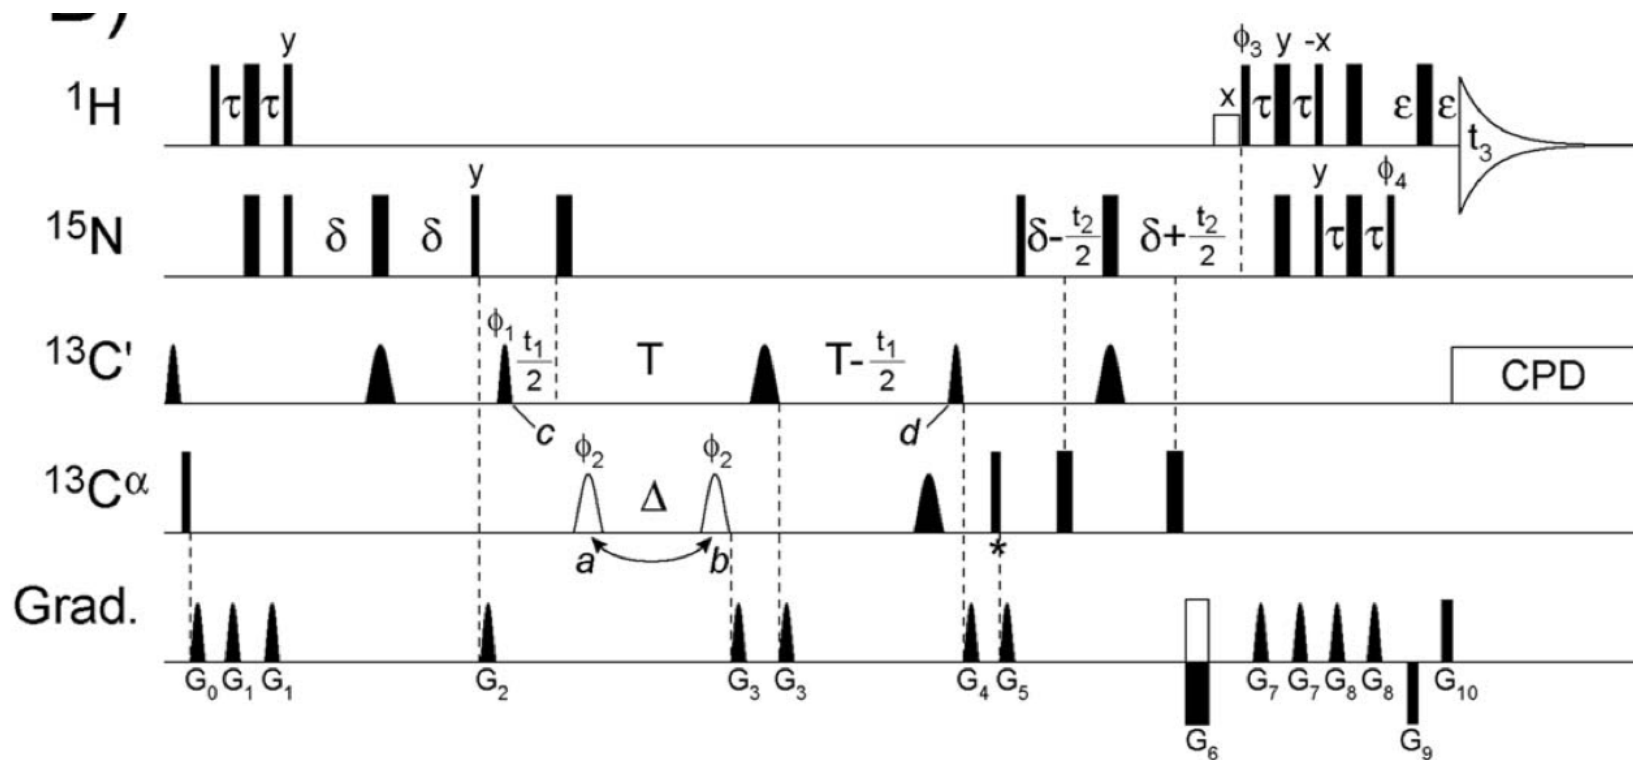 ϕ₃ y -x
y
¹H τ τ x τ τ ε ε t₃
y y ϕ₄
¹⁵N δ δ δ-t₂/2 δ+t₂/2 τ τ
¹³C' ϕ₁ t₁/2 T T-t₁/2 CPD
c d
ϕ₂ ϕ₂
¹³Cᵅ Δ
a b *
Grad.
G₀ G₁ G₁ G₂ G₃ G₃ G₄ G₅ G₇ G₇ G₈ G₈ G₁₀
G₆ G₉